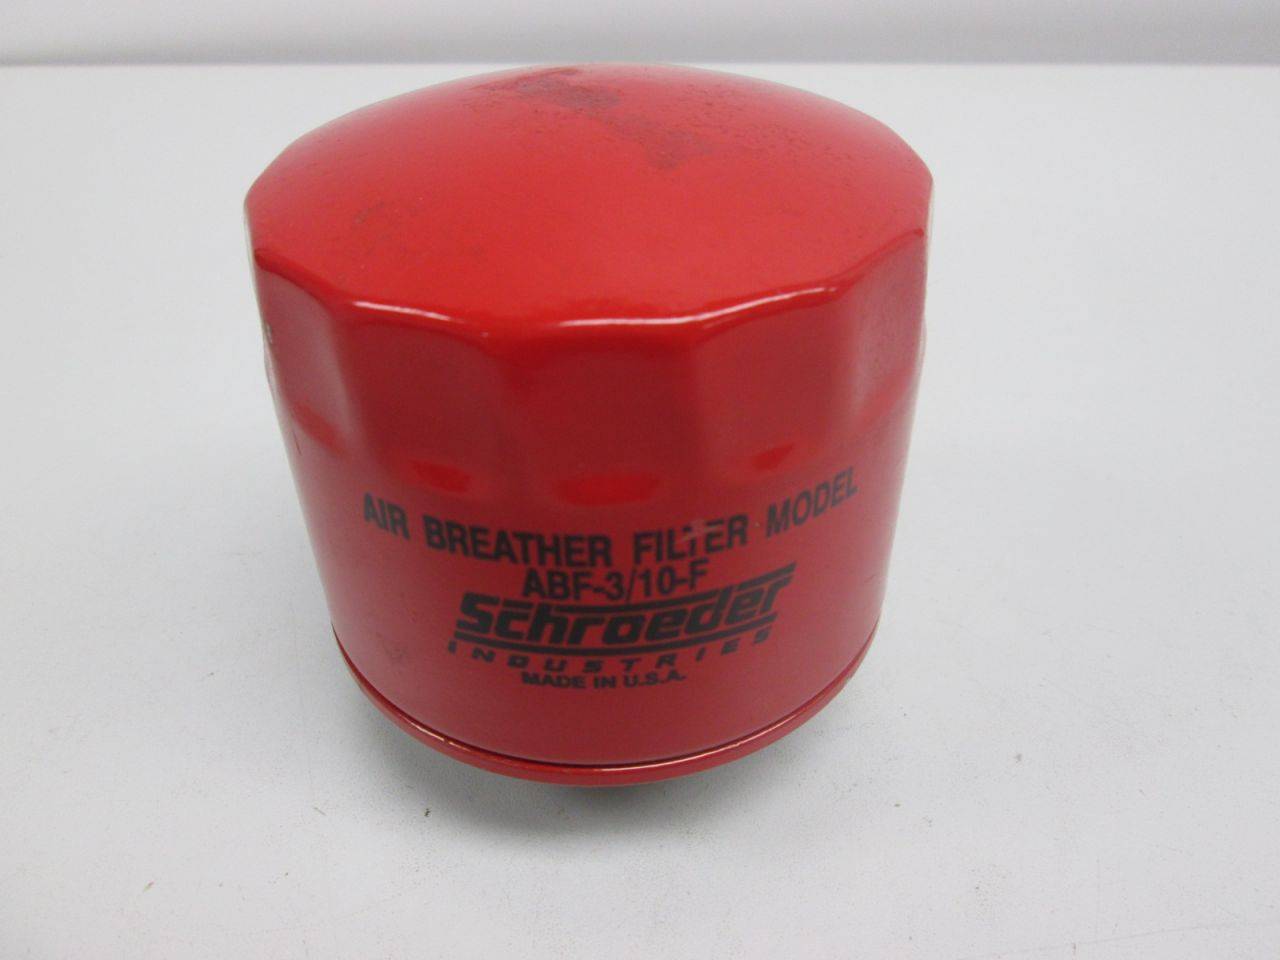 AIR BREATHER FILTER MODEL
ABF-3/10-F
Schroeder
INDUSTRIES
MADE IN U.S.A.